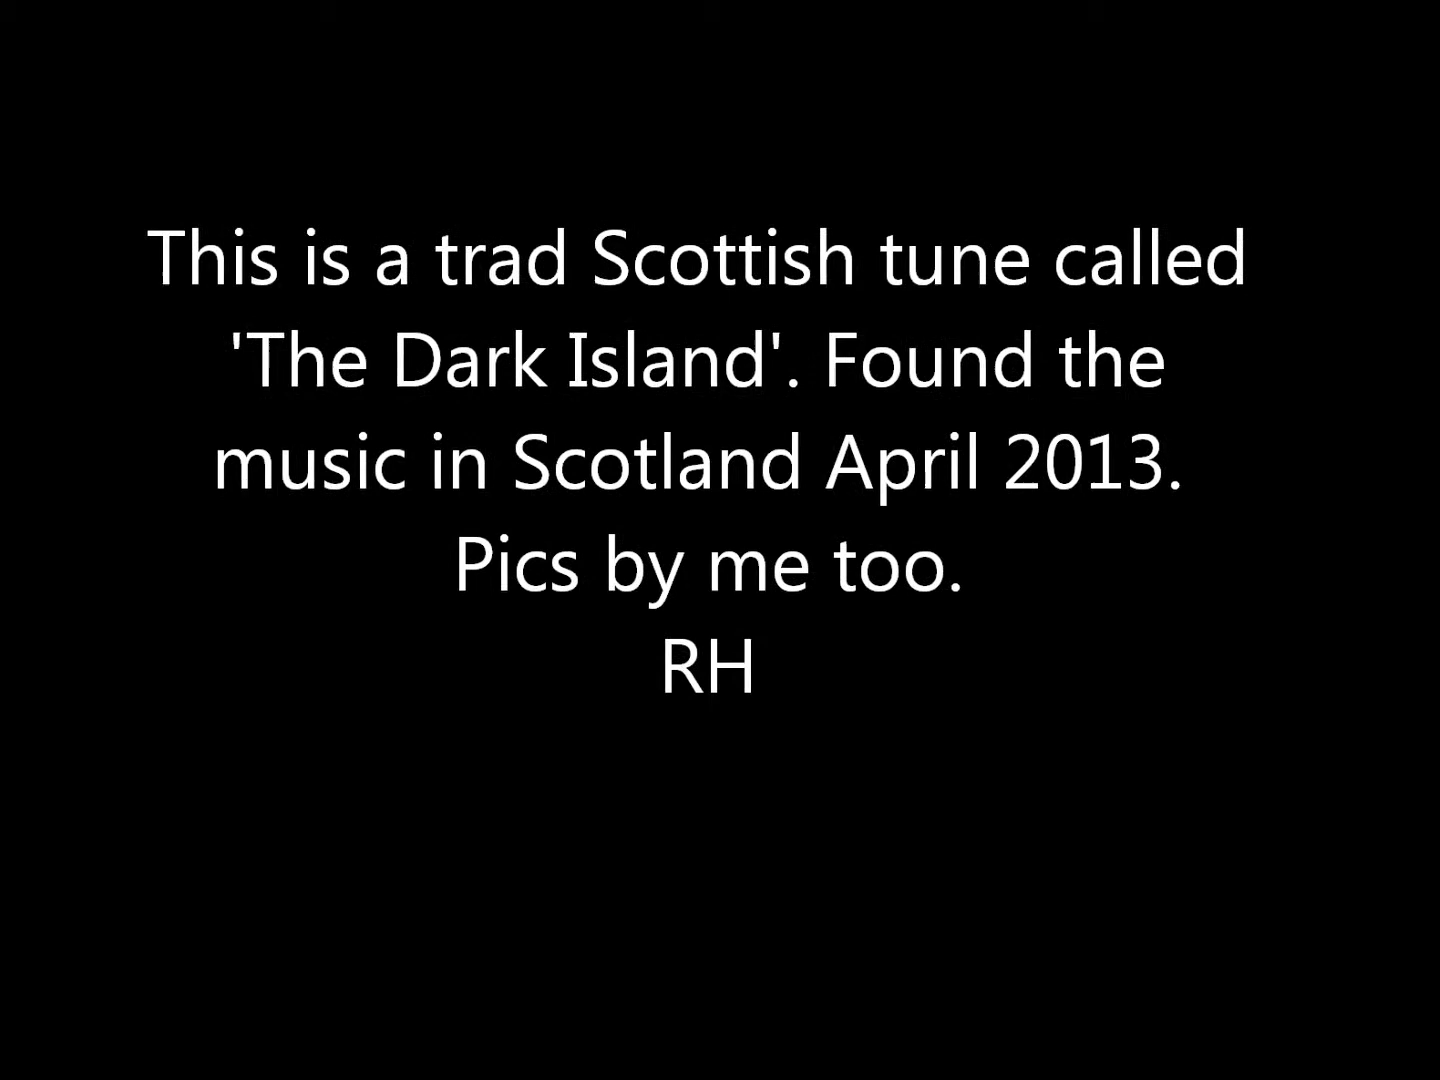 This is a trad Scottish tune called
'The Dark Island'. Found the
music in Scotland April 2013.
Pics by me too.
RH